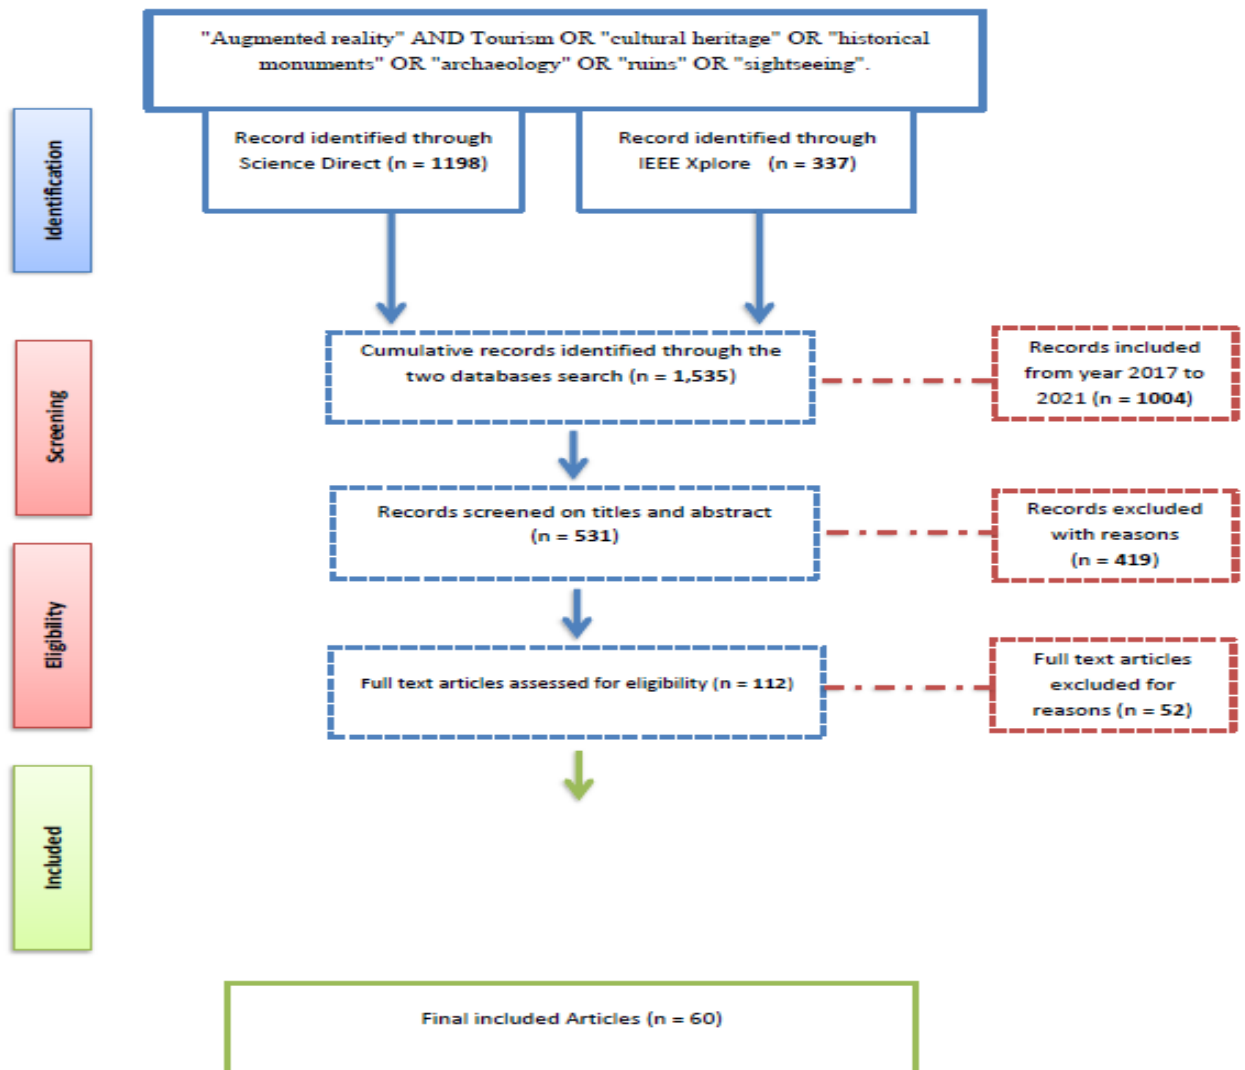 "Augmented reality" AND Tourism OR "cultural heritage" OR "historical
monuments" OR "archaeology" OR "ruins" OR "sightseeing".
Identification
Record identified through
Science Direct (n = 1198)
Record identified through
IEEE Xplore (n = 337)
Screening
Cumulative records identified through the
two databases search (n = 1,535)
Records included
from year 2017 to
2021 (n = 1004)
Records screened on titles and abstract
(n = 531)
Records excluded
with reasons
(n = 419)
Eligibility
Full text articles assessed for eligibility (n = 112)
Full text articles
excluded for
reasons (n = 52)
Included
Final included Articles (n = 60)